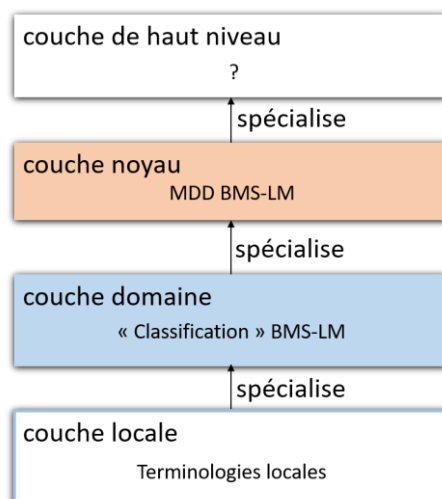 couche de haut niveau
?
spécialise
couche noyau
MDD BMS-LM
spécialise
couche domaine
« Classification » BMS-LM
spécialise
couche locale
Terminologies locales